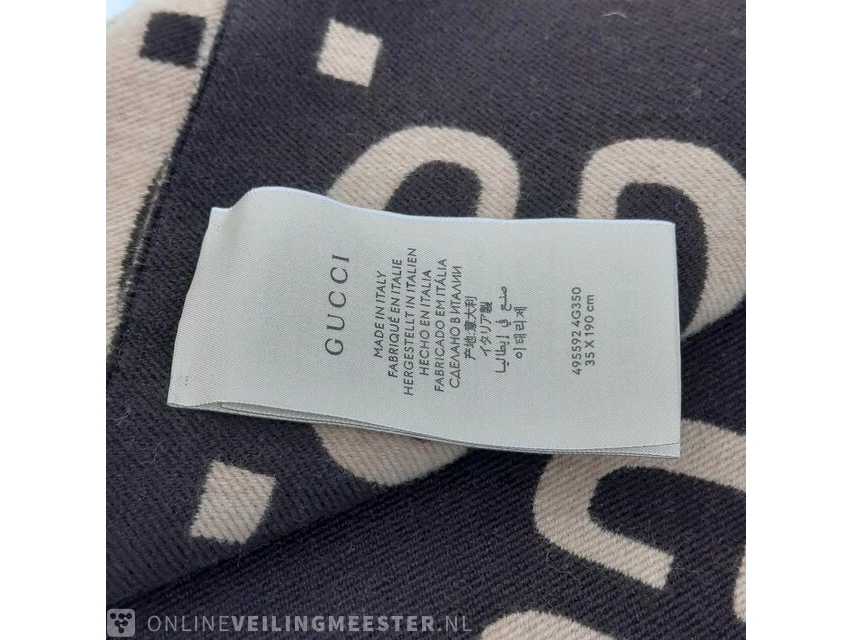 GUCCI
MADE IN ITALY
FABRIQUÉ EN ITALIE
HERGESTELLT IN ITALIEN
HECHO EN ITALIA
FABRICADO EM ITÁLIA
СДЕЛАНО В ИТАЛИИ
产地:意大利
イタリア製
صنع في إيطاليا
이태리제
495592 4G350
35 X 190 cm
ONLINEVEILINGMEESTER.NL